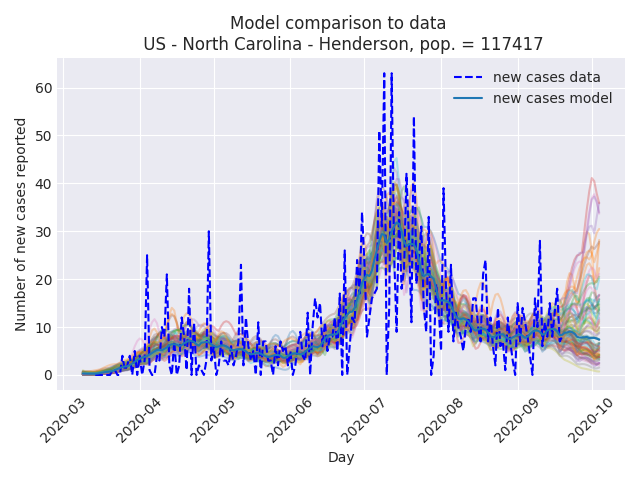 Model comparison to data
US - North Carolina - Henderson, pop. = 117417
new cases data
new cases model
Number of new cases reported
60
50
40
30
20
10
0
2020-03
2020-04
2020-05
2020-06
2020-07
2020-08
2020-09
2020-10
Day